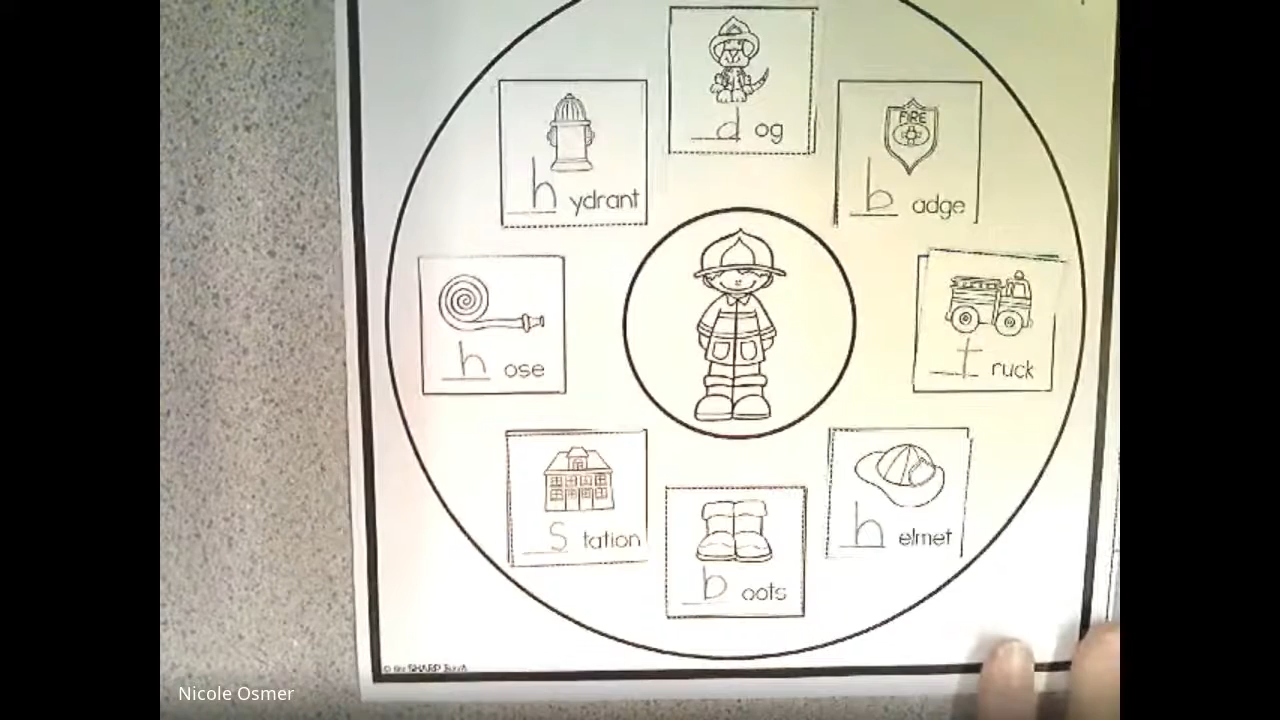 d og
h ydrant
FIRE
b adge
h ose
t ruck
s tation
h elmet
b oots
Nicole Osmer